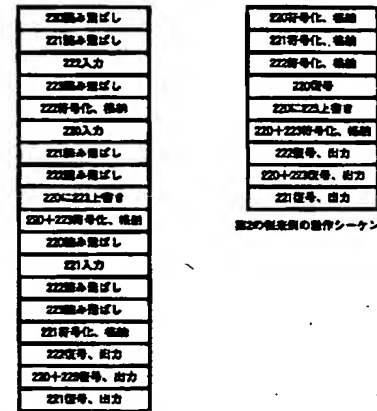 220読み飛ばし
221読み飛ばし
222入力
223読み飛ばし
222符号化、格納
220入力
221読み飛ばし
222読み飛ばし
220に223上書き
220+223符号化、格納
220読み飛ばし
221入力
222読み飛ばし
223読み飛ばし
221符号化、格納
222復号、出力
220+223復号、出力
221復号、出力
220符号化、格納
221符号化、格納
222符号化、格納
220復号
220に223上書き
220+223符号化、格納
222復号、出力
220+223復号、出力
221復号、出力
第2の従来例の動作シーケン